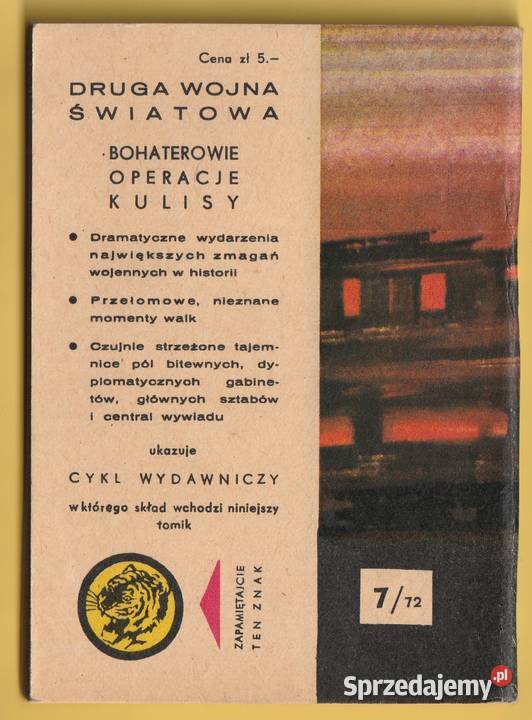 Cena zł 5.–
DRUGA WOJNA
ŚWIATOWA
BOHATEROWIE
OPERACJE
KULISY
● Dramatyczne wydarzenia
największych zmagań
wojennych w historii
● Przełomowe, nieznane
momenty walk
● Czujnie strzeżone tajem-
nice pól bitewnych, dy-
plomatycznych gabine-
tów, głównych sztabów
i central wywiadu
ukazuje
CYKL WYDAWNICZY
w którego skład wchodzi niniejszy
tomik
ZAPAMIĘTAJCIE
TEN ZNAK
7/72
Sprzedajemy.pl